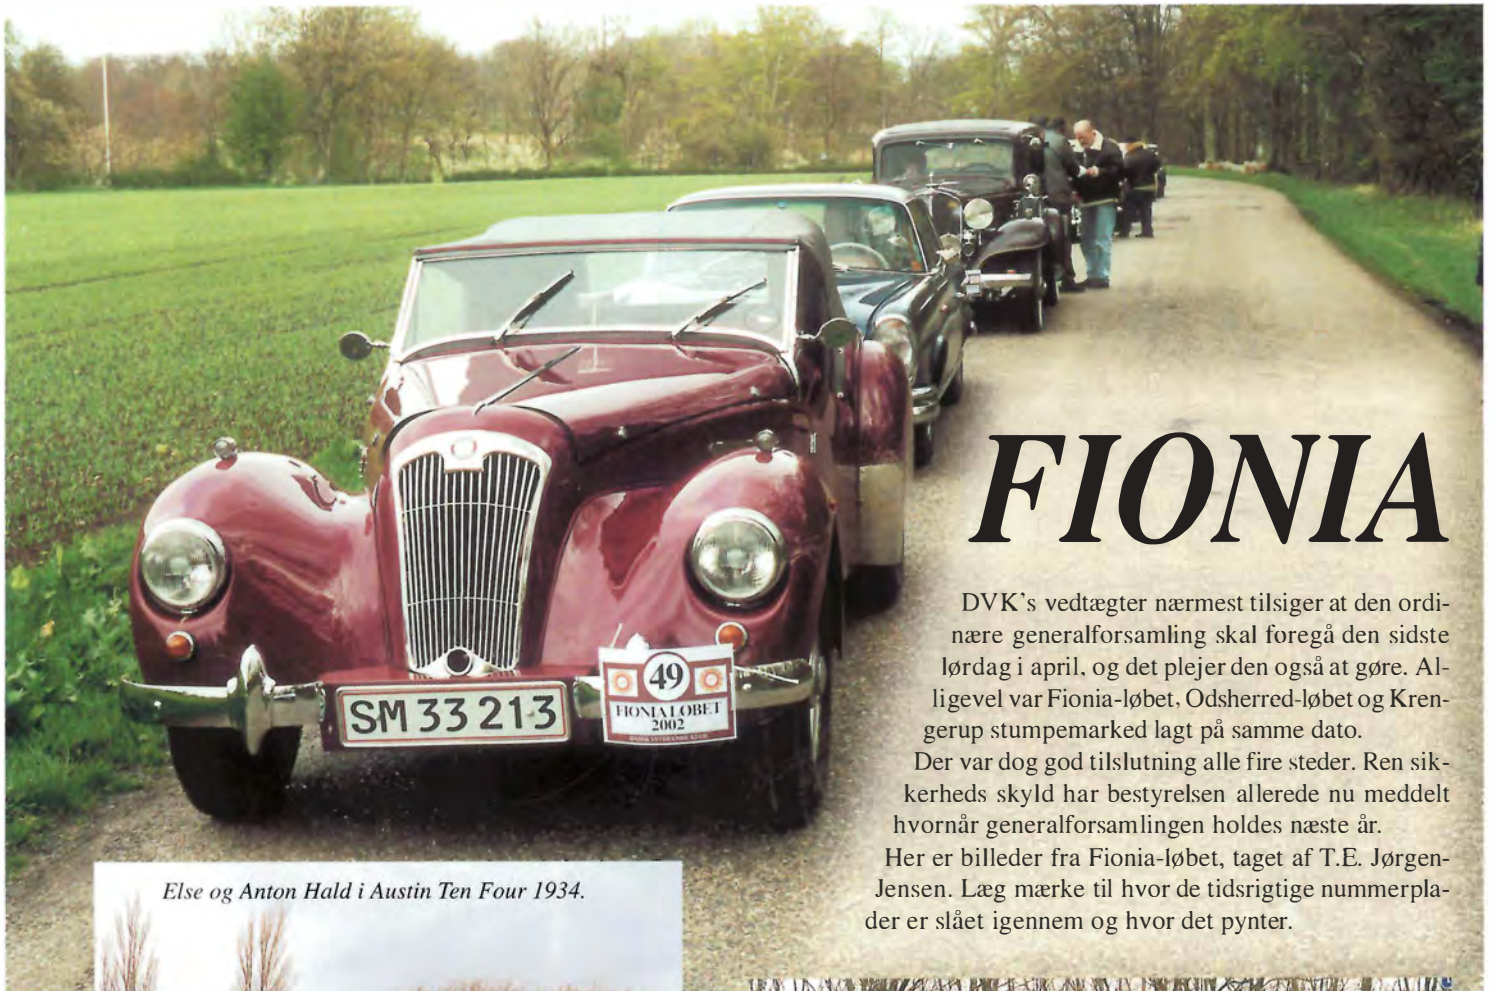 FIONIA
DVK's vedtægter nærmest tilsiger at den ordi-
nære generalforsamling skal foregå den sidste
lørdag i april, og det plejer den også at gøre. Al-
ligevel var Fionia-løbet, Odsherred-løbet og Kren-
gerup stumpemarked lagt på samme dato.
Der var dog god tilslutning alle fire steder. Ren sik-
kerheds skyld har bestyrelsen allerede nu meddelt
hvornår generalforsamlingen holdes næste år.
Her er billeder fra Fionia-løbet, taget af T.E. Jørgen-
Jensen. Læg mærke til hvor de tidsrigtige nummerpla-
der er slået igennem og hvor det pynter.
SM 33 213
49
FIONIA LØBET
2002
DANSK VETERANBIL KLUB
Else og Anton Hald i Austin Ten Four 1934.